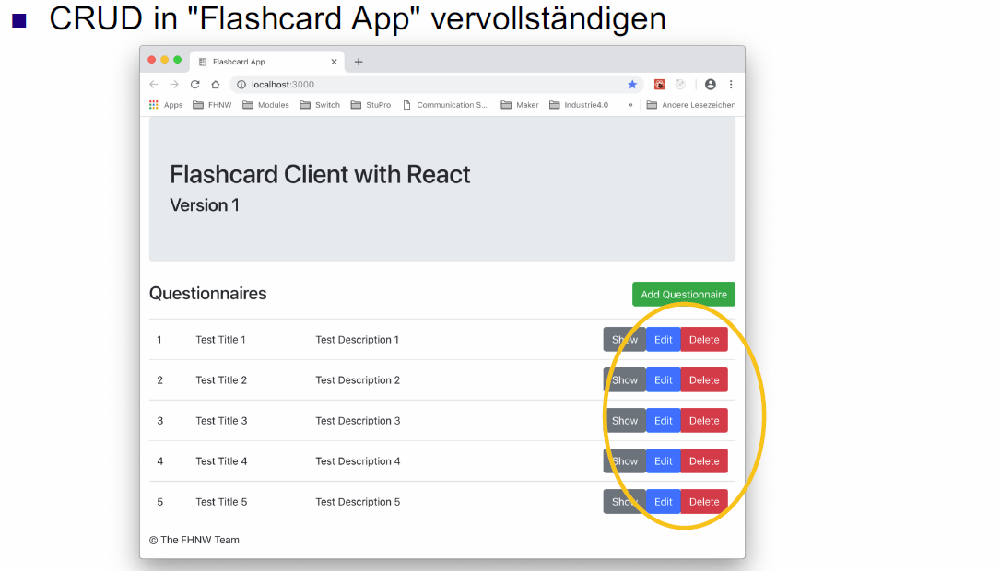 CRUD in "Flashcard App" vervollständigen
Flashcard App
localhost:3000
Apps FHNW Modules Switch StuPro Communication S... Maker Industrie4.0 » Andere Lesezeichen
Flashcard Client with React
Version 1
Questionnaires Add Questionnaire
1 Test Title 1 Test Description 1 Show Edit Delete
2 Test Title 2 Test Description 2 Show Edit Delete
3 Test Title 3 Test Description 3 Show Edit Delete
4 Test Title 4 Test Description 4 Show Edit Delete
5 Test Title 5 Test Description 5 Show Edit Delete
© The FHNW Team